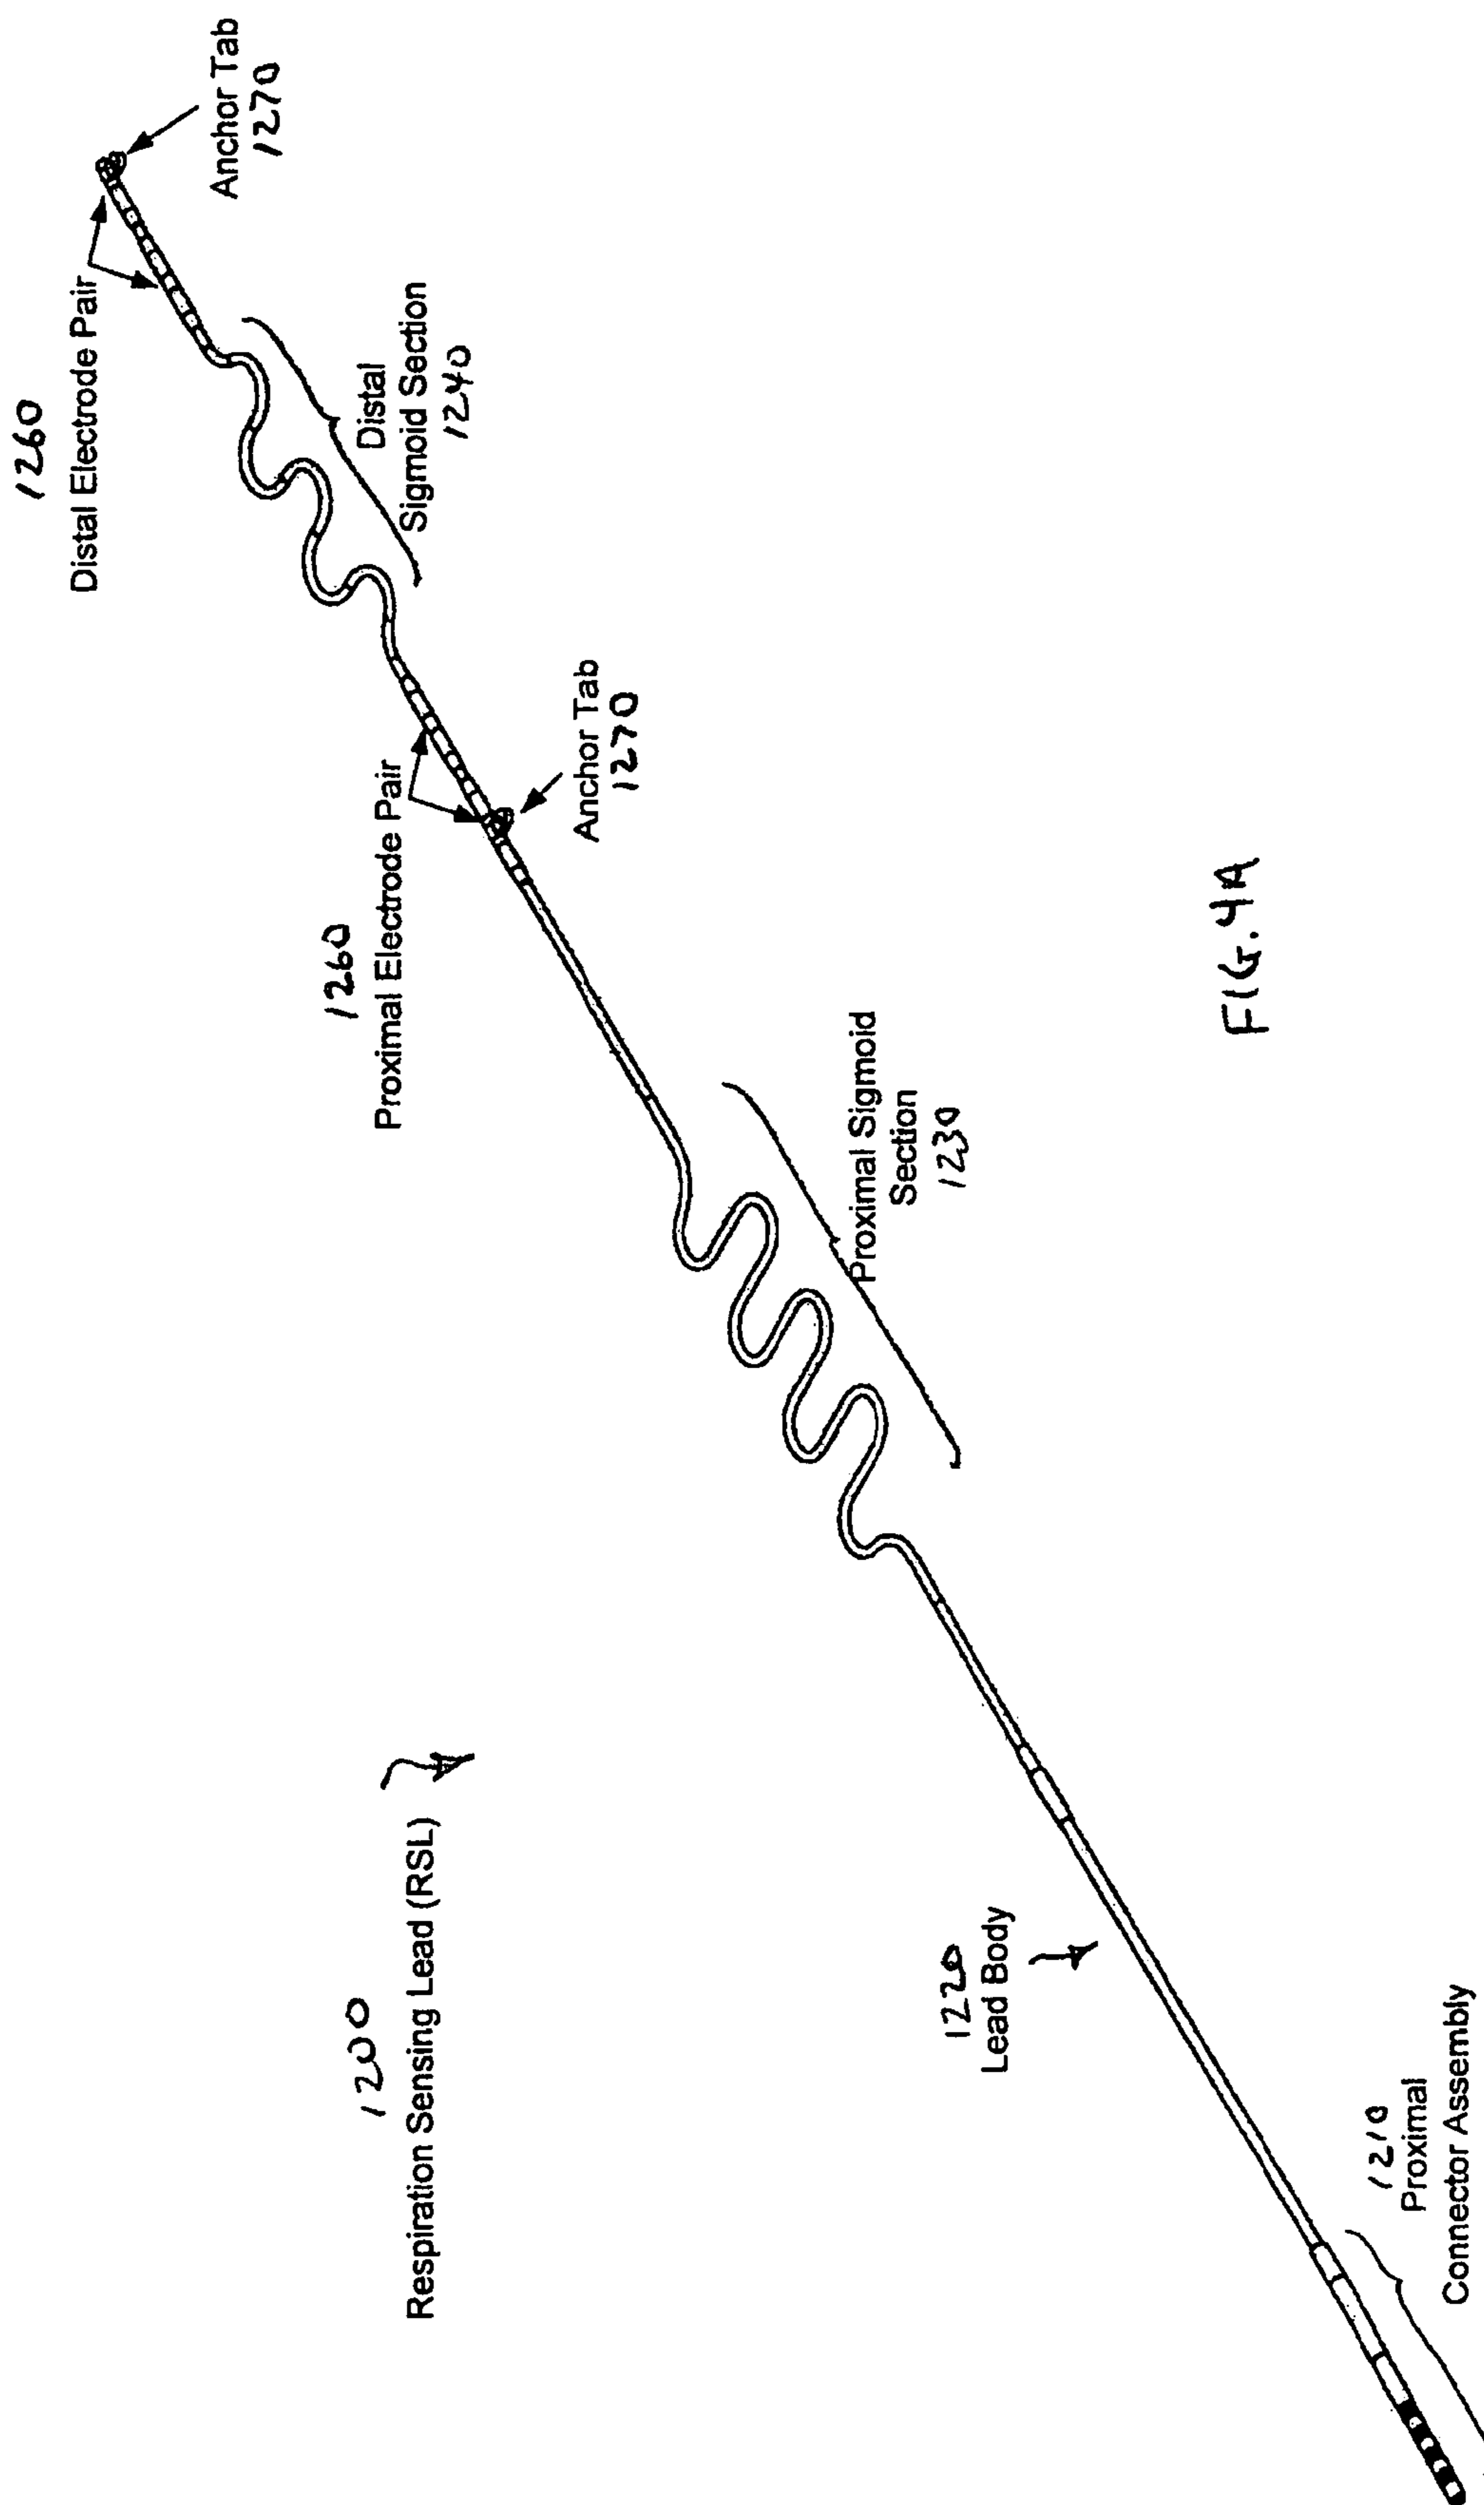 1260
Distal Electrode Pair
Anchor Tab
1270
Distal
Sigmoid Section
1240
1260
Proximal Electrode Pair
Anchor Tab
1270
Proximal Sigmoid
Section
1230
1200
Respiration Sensing Lead (RSL)
1220
Lead Body
1210
Proximal
Connector Assembly
FIG. 4A